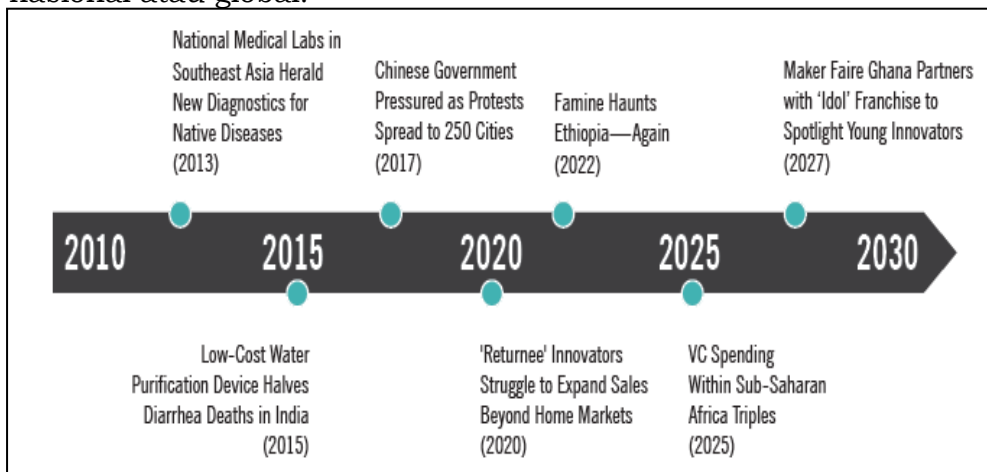 nasional atau global.
National Medical Labs in
Southeast Asia Herald
New Diagnostics for
Native Diseases
(2013)
Chinese Government
Pressured as Protests
Spread to 250 Cities
(2017)
Famine Haunts
Ethiopia—Again
(2022)
Maker Faire Ghana Partners
with ‘Idol’ Franchise to
Spotlight Young Innovators
(2027)
2010
2015
2020
2025
2030
Low-Cost Water
Purification Device Halves
Diarrhea Deaths in India
(2015)
'Returnee' Innovators
Struggle to Expand Sales
Beyond Home Markets
(2020)
VC Spending
Within Sub-Saharan
Africa Triples
(2025)